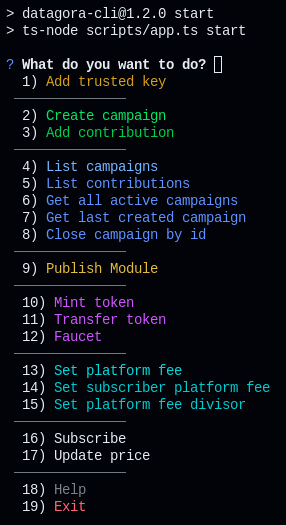 > datagora-cli@1.2.0 start
> ts-node scripts/app.ts start
? What do you want to do?
1) Add trusted key
2) Create campaign
3) Add contribution
4) List campaigns
5) List contributions
6) Get all active campaigns
7) Get last created campaign
8) Close campaign by id
9) Publish Module
10) Mint token
11) Transfer token
12) Faucet
13) Set platform fee
14) Set subscriber platform fee
15) Set platform fee divisor
16) Subscribe
17) Update price
18) Help
19) Exit